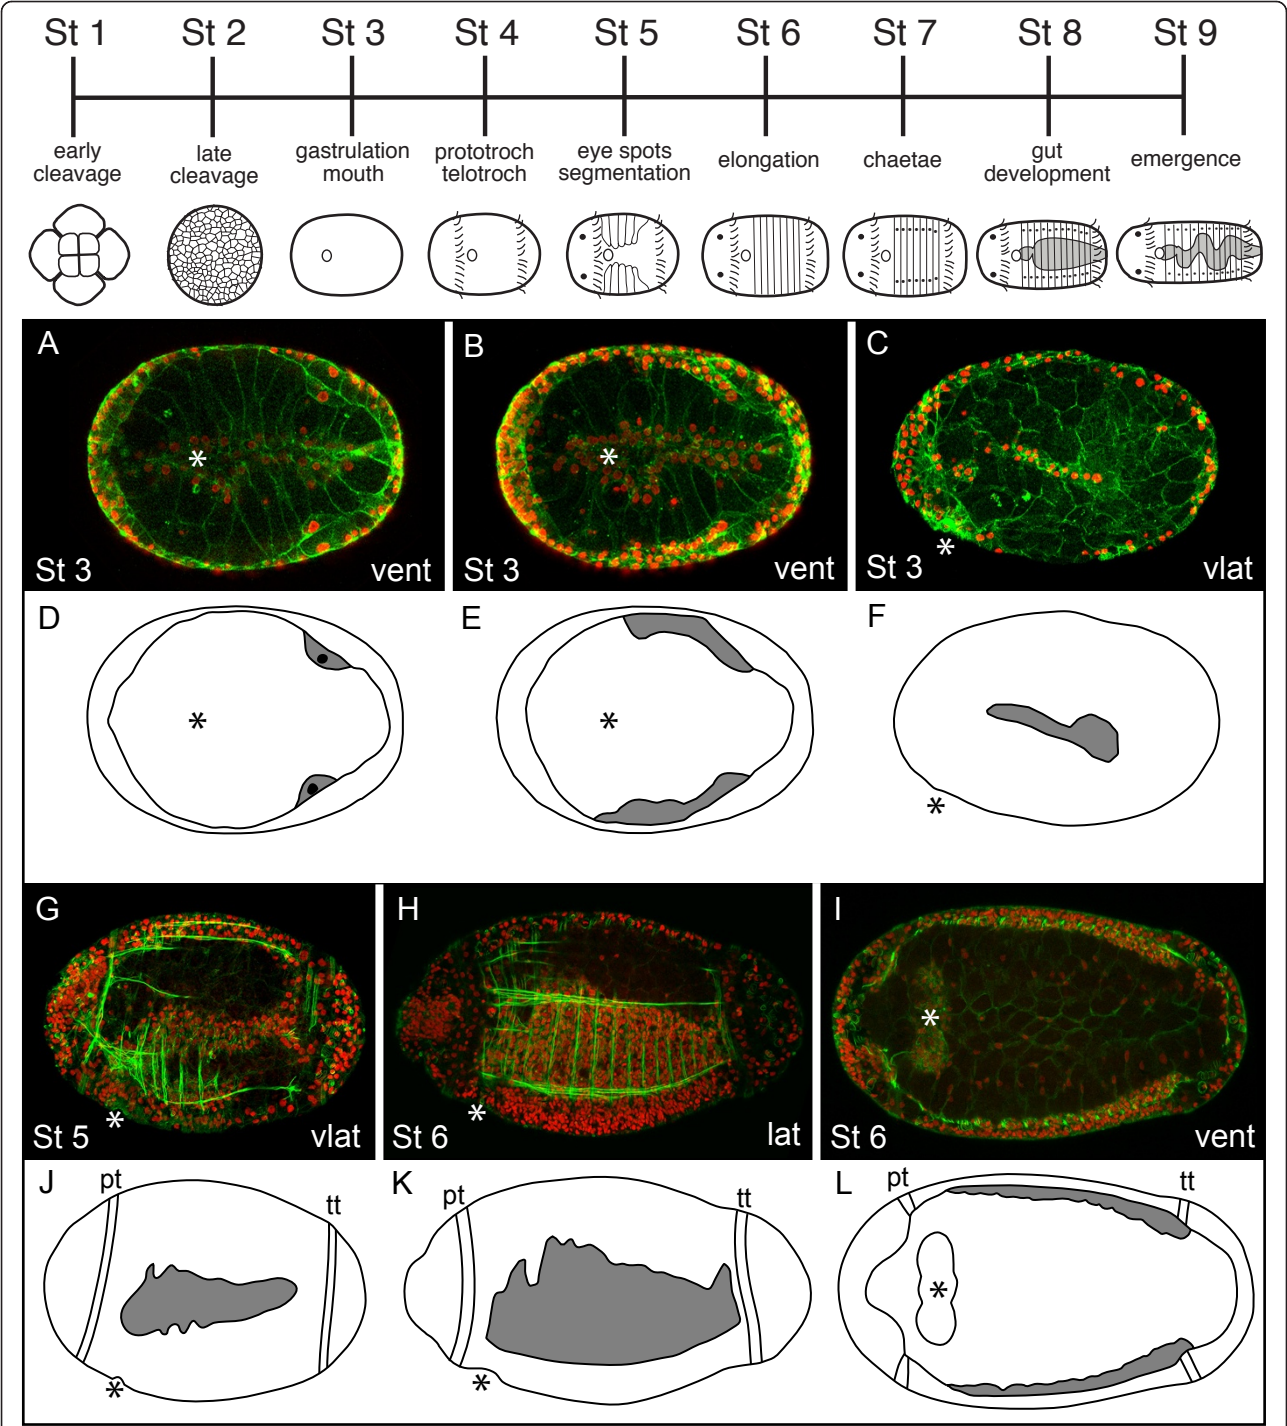 St 1 St 2 St 3 St 4 St 5 St 6 St 7 St 8 St 9
early cleavage
late cleavage
gastrulation mouth
prototroch telotroch
eye spots segmentation
elongation
chaetae
gut development
emergence
A
*
St 3 vent
B
*
St 3 vent
C
*
St 3 vlat
D
*
E
*
F
*
G
*
St 5 vlat
H
*
St 6 lat
I
*
St 6 vent
J
pt
tt
*
K
pt
tt
*
L
pt
tt
*